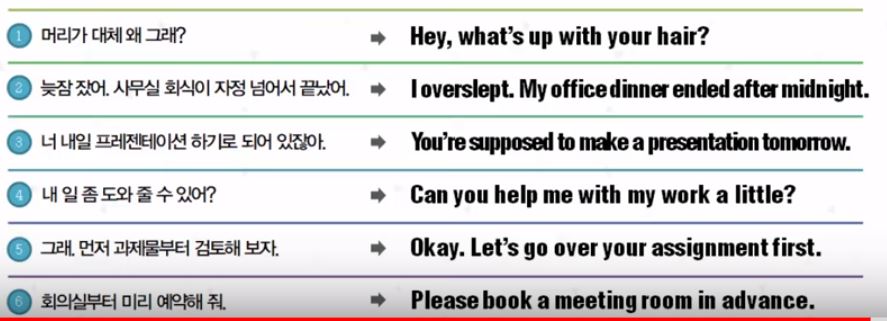 1 머리가 대체 왜 그래? ➡ Hey, what's up with your hair?
2 늦잠 잤어. 사무실 회식이 자정 넘어서 끝났어. ➡ I overslept. My office dinner ended after midnight.
3 너 내일 프레젠테이션 하기로 되어 있잖아. ➡ You're supposed to make a presentation tomorrow.
4 내 일 좀 도와 줄 수 있어? ➡ Can you help me with my work a little?
5 그래. 먼저 과제물부터 검토해 보자. ➡ Okay. Let's go over your assignment first.
6 회의실부터 미리 예약해 줘. ➡ Please book a meeting room in advance.